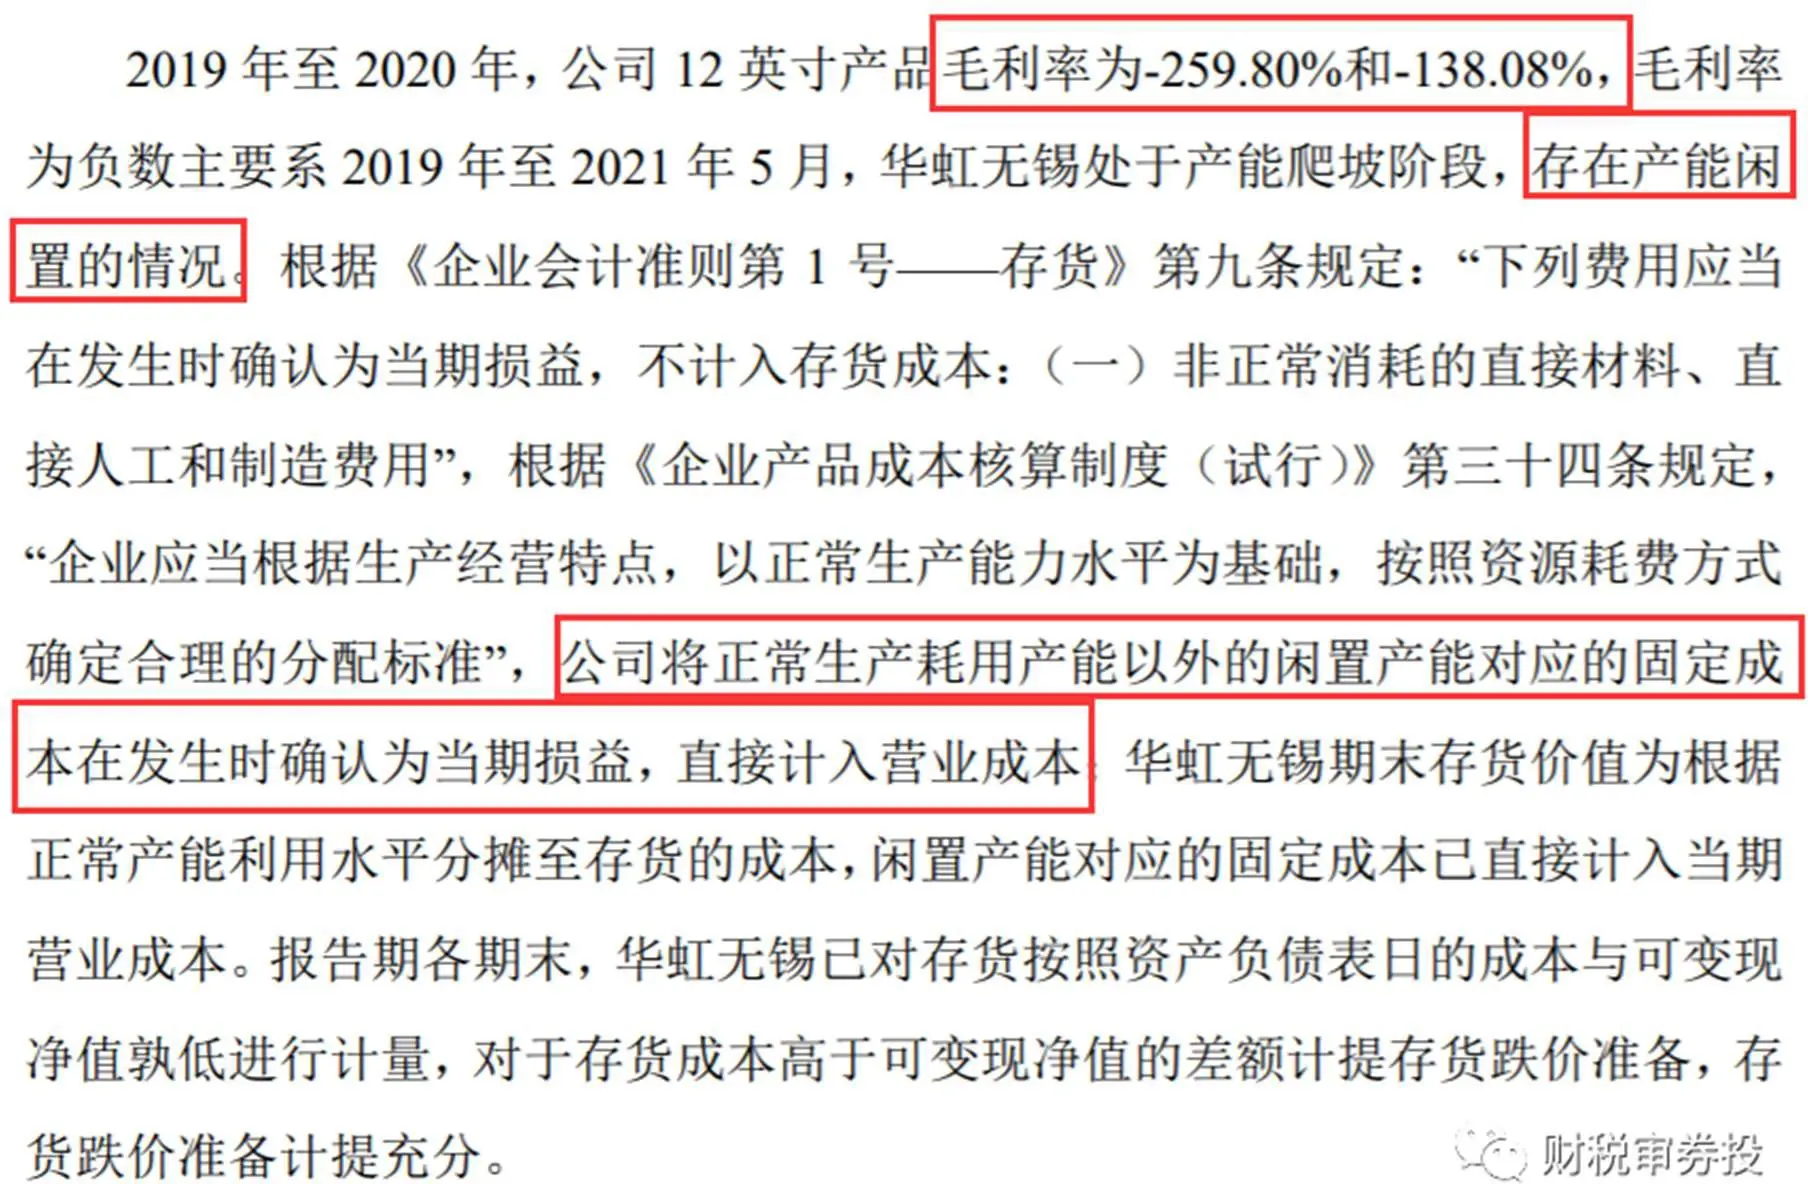 2019 年至 2020 年，公司 12 英寸产品毛利率为-259.80%和-138.08%，毛利率
为负数主要系 2019 年至 2021 年 5 月，华虹无锡处于产能爬坡阶段，存在产能闲
置的情况。根据《企业会计准则第 1 号——存货》第九条规定：“下列费用应当
在发生时确认为当期损益，不计入存货成本：（一）非正常消耗的直接材料、直
接人工和制造费用”，根据《企业产品成本核算制度（试行）》第三十四条规定，
“企业应当根据生产经营特点，以正常生产能力水平为基础，按照资源耗费方式
确定合理的分配标准”，公司将正常生产耗用产能以外的闲置产能对应的固定成
本在发生时确认为当期损益，直接计入营业成本；华虹无锡期末存货价值为根据
正常产能利用水平分摊至存货的成本，闲置产能对应的固定成本已直接计入当期
营业成本。报告期各期末，华虹无锡已对存货按照资产负债表日的成本与可变现
净值孰低进行计量，对于存货成本高于可变现净值的差额计提存货跌价准备，存
货跌价准备计提充分。
财税审券投